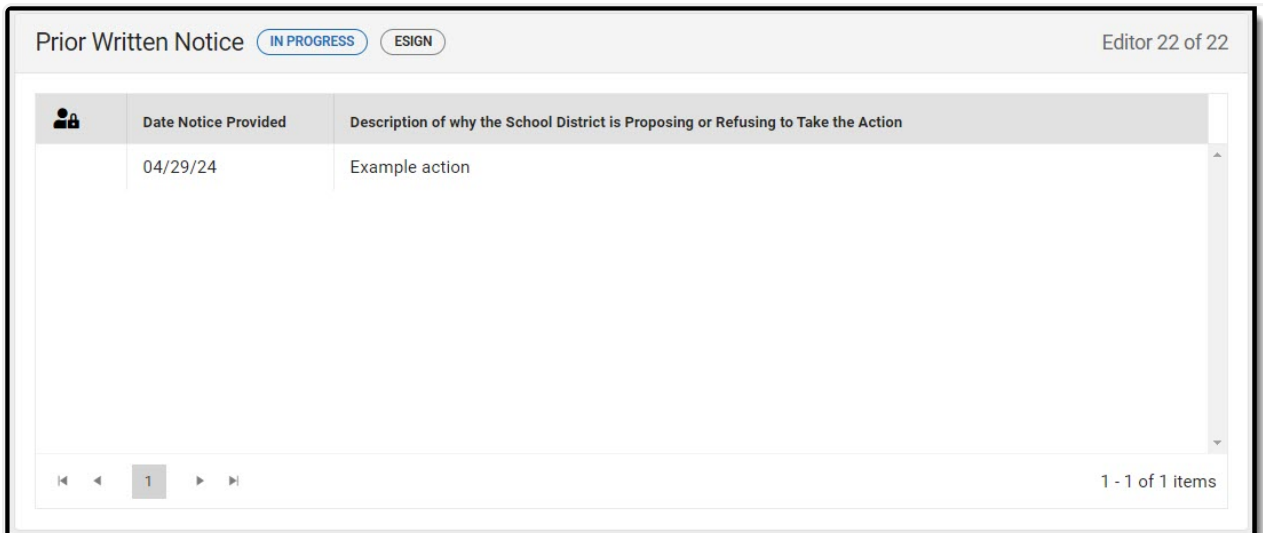 Prior Written Notice IN PROGRESS ESIGN Editor 22 of 22
Date Notice Provided Description of why the School District is Proposing or Refusing to Take the Action
04/29/24 Example action
1 1 - 1 of 1 items